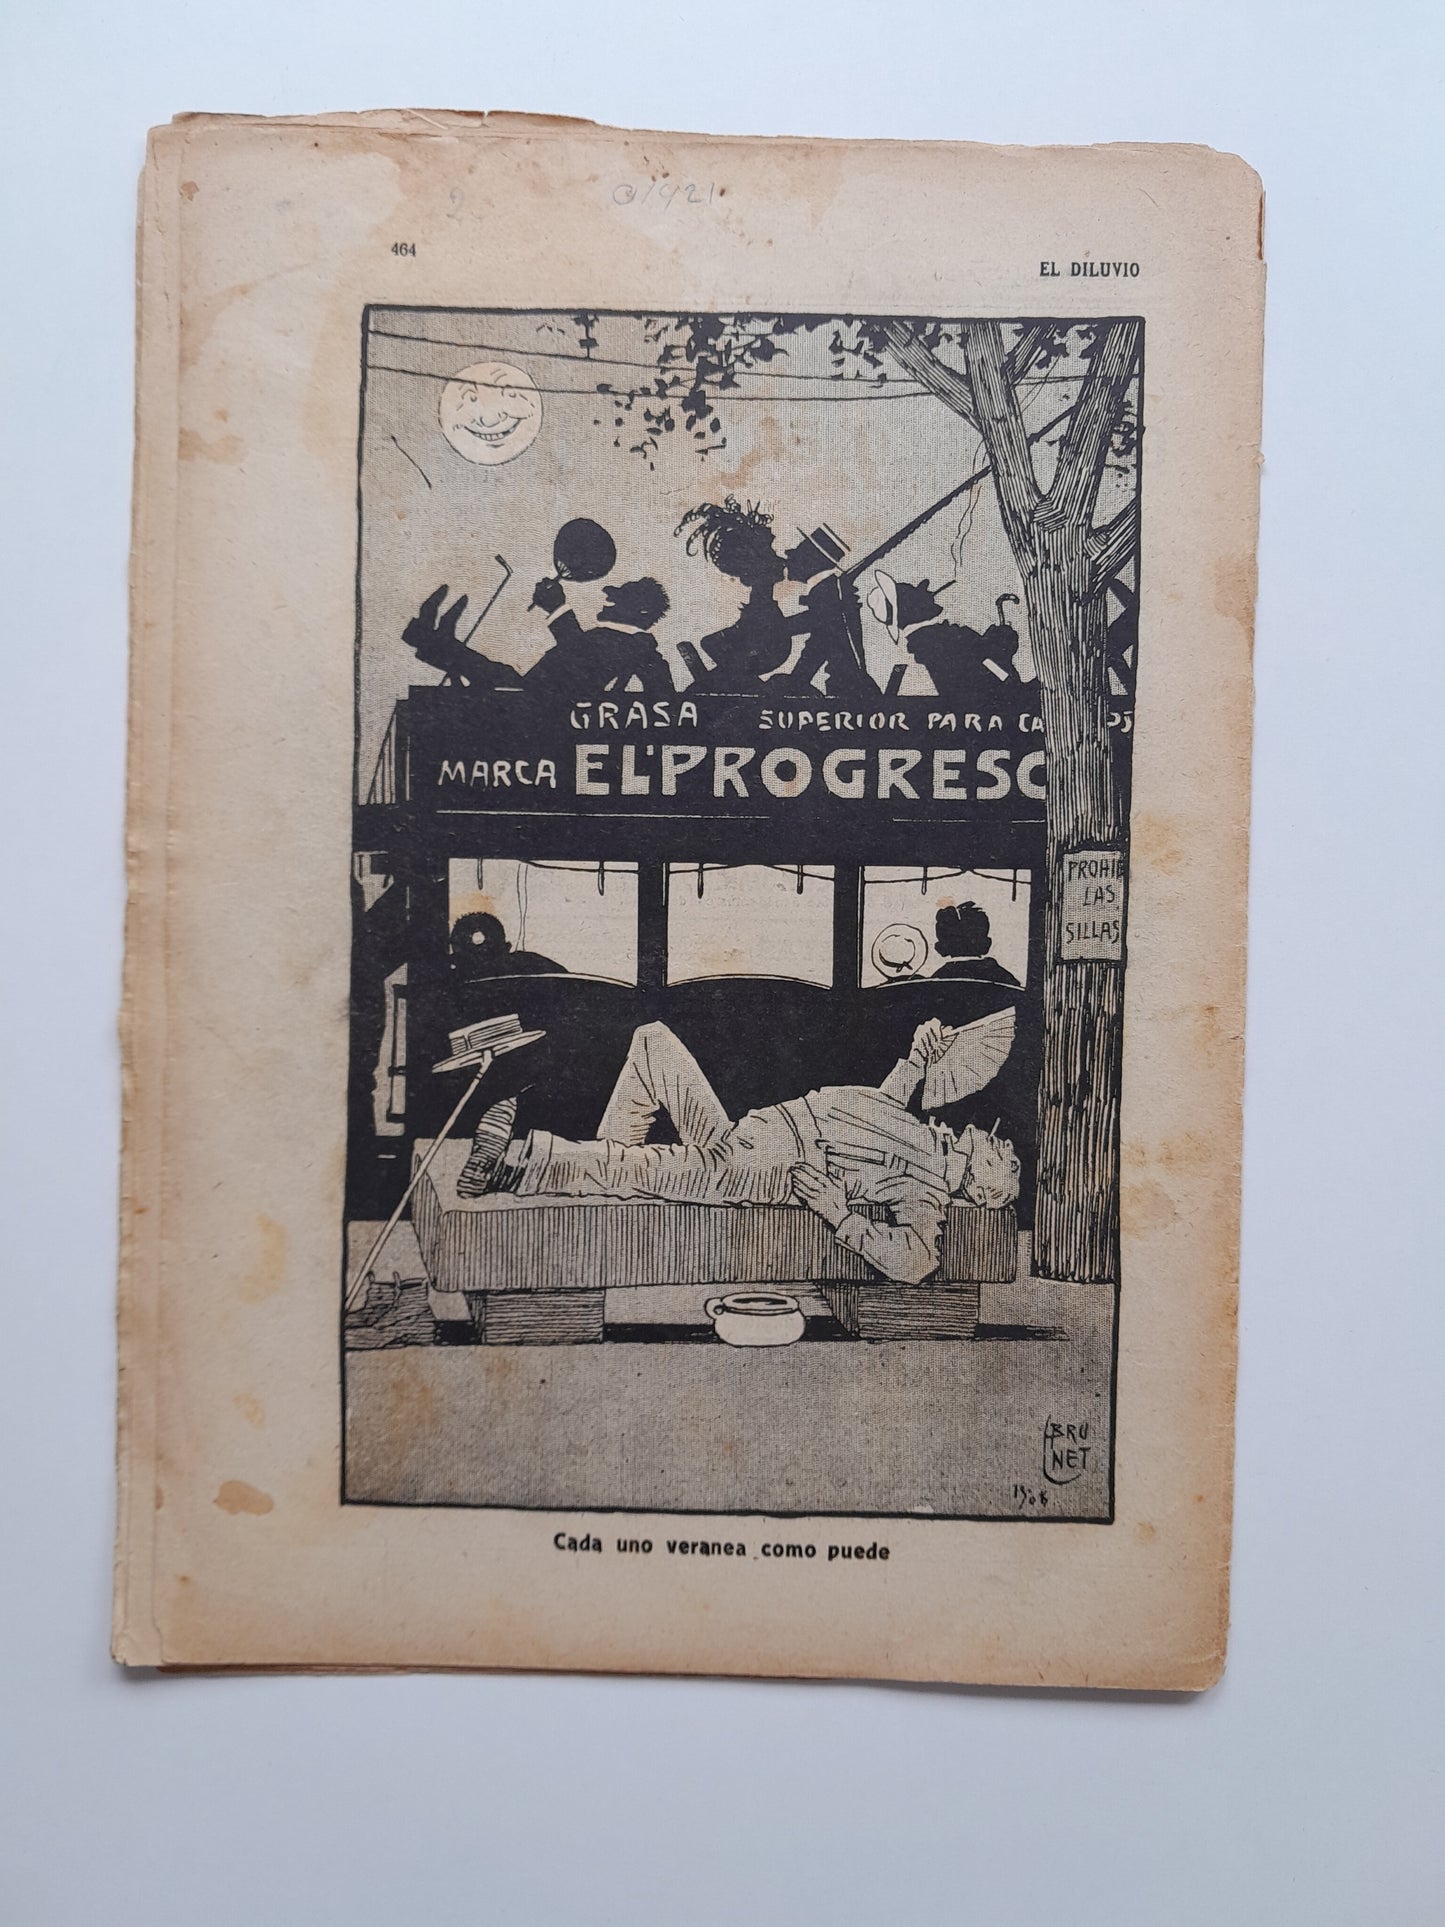 464
EL DILUVIO
GRASA SUPERIOR PARA CA
MARCA EL'PROGRESO
PROHIB
LAS
SILLAS
BRU
NET
1908
Cada uno veranea como puede